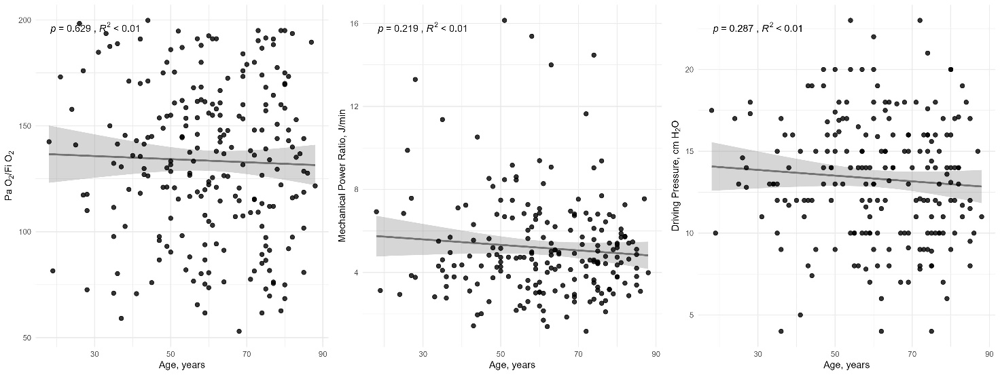 p = 0.629 , R² < 0.01
200
150
100
50
Pa O₂/Fi O₂
30 50 70 90
Age, years
p = 0.219 , R² < 0.01
16
12
8
4
Mechanical Power Ratio, J/min
30 50 70 90
Age, years
p = 0.287 , R² < 0.01
20
15
10
5
Driving Pressure, cm H₂O
30 50 70 90
Age, years